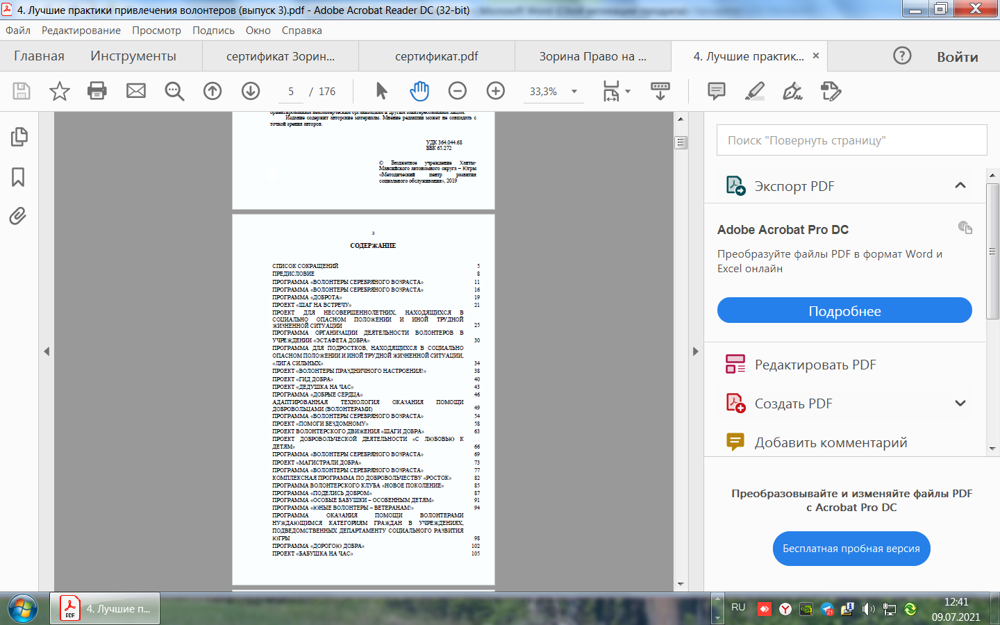 4. Лучшие практики привлечения волонтеров (выпуск 3).pdf - Adobe Acrobat Reader DC (32-bit)
Файл Редактирование Просмотр Подпись Окно Справка
Главная Инструменты сертификат Зорин... сертификат.pdf Зорина Право на ... 4. Лучшие практик... × ? Войти
5 / 176 33,3%
ориентированным некоммерческим организациям и другим заинтересованным лицам.
Издание содержит авторские материалы. Мнение редакции может не совпадать с
точкой зрения авторов.
УДК 364.044.68
ББК 65.272
© Бюджетное учреждение Ханты-
Мансийского автономного округа – Югры
«Методический центр развития
социального обслуживания», 2019
3
СОДЕРЖАНИЕ
СПИСОК СОКРАЩЕНИЙ 5
ПРЕДИСЛОВИЕ 8
ПРОГРАММА «ВОЛОНТЕРЫ СЕРЕБРЯНОГО ВОЗРАСТА» 11
ПРОГРАММА «ВОЛОНТЕРЫ СЕРЕБРЯНОГО ВОЗРАСТА» 16
ПРОГРАММА «ДОБРОТА» 19
ПРОЕКТ «ШАГ НА ВСТРЕЧУ» 21
ПРОЕКТ ДЛЯ НЕСОВЕРШЕННОЛЕТНИХ, НАХОДЯЩИХСЯ В
СОЦИАЛЬНО ОПАСНОМ ПОЛОЖЕНИИ И ИНОЙ ТРУДНОЙ
ЖИЗНЕННОЙ СИТУАЦИИ 25
ПРОГРАММА ОРГАНИЗАЦИИ ДЕЯТЕЛЬНОСТИ ВОЛОНТЕРОВ В
УЧРЕЖДЕНИИ «ЭСТАФЕТА ДОБРА» 30
ПРОГРАММА ДЛЯ ПОДРОСТКОВ, НАХОДЯЩИХСЯ В СОЦИАЛЬНО
ОПАСНОМ ПОЛОЖЕНИИ И ИНОЙ ТРУДНОЙ ЖИЗНЕННОЙ СИТУАЦИИ,
«ЛИГА СИЛЬНЫХ» 34
ПРОЕКТ «ВОЛОНТЕРЫ ПРАЗДНИЧНОГО НАСТРОЕНИЯ!» 38
ПРОЕКТ «ГИД ДОБРА» 40
ПРОЕКТ «ДЕДУШКА НА ЧАС» 43
ПРОГРАММА «ДОБРЫЕ СЕРДЦА» 46
АДАПТИРОВАННАЯ ТЕХНОЛОГИЯ ОКАЗАНИЯ ПОМОЩИ
ДОБРОВОЛЬЦАМИ (ВОЛОНТЕРАМИ) 49
ПРОГРАММА «ВОЛОНТЕРЫ СЕРЕБРЯНОГО ВОЗРАСТА» 54
ПРОЕКТ «ПОМОГИ БЕЗДОМНОМУ» 58
ПРОЕКТ ВОЛОНТЕРСКОГО ДВИЖЕНИЯ «ШАГИ ДОБРА» 63
ПРОЕКТ ДОБРОВОЛЬЧЕСКОЙ ДЕЯТЕЛЬНОСТИ «С ЛЮБОВЬЮ К
ДЕТЯМ» 66
ПРОГРАММА «ВОЛОНТЕРЫ СЕРЕБРЯНОГО ВОЗРАСТА» 69
ПРОЕКТ «МАГИСТРАЛИ ДОБРА» 73
ПРОГРАММА «ВОЛОНТЕРЫ СЕРЕБРЯНОГО ВОЗРАСТА» 77
КОМПЛЕКСНАЯ ПРОГРАММА ПО ДОБРОВОЛЬЧЕСТВУ «РОСТОК» 82
ПРОГРАММА ВОЛОНТЕРСКОГО КЛУБА «НОВОЕ ПОКОЛЕНИЕ» 85
ПРОГРАММА «ПОДЕЛИСЬ ДОБРОМ» 87
ПРОГРАММА «ОСОБЫЕ БАБУШКИ – ОСОБЕННЫМ ДЕТЯМ» 91
ПРОГРАММА «ЮНЫЕ ВОЛОНТЕРЫ – ВЕТЕРАНАМ!» 94
ПРОГРАММА ОКАЗАНИЯ ПОМОЩИ ВОЛОНТЕРАМИ
НУЖДАЮЩИМСЯ КАТЕГОРИЯМ ГРАЖДАН В УЧРЕЖДЕНИЯХ,
ПОДВЕДОМСТВЕННЫХ ДЕПАРТАМЕНТУ СОЦИАЛЬНОГО РАЗВИТИЯ
ЮГРЫ 98
ПРОГРАММА «ДОРОГОЮ ДОБРА» 102
ПРОЕКТ «БАБУШКА НА ЧАС» 105
Поиск "Повернуть страницу"
Экспорт PDF
Adobe Acrobat Pro DC
Преобразуйте файлы PDF в формат Word и
Excel онлайн
Подробнее
Редактировать PDF
Создать PDF
Добавить комментарий
Преобразовывайте и изменяйте файлы PDF
с Acrobat Pro DC
Бесплатная пробная версия
PDF 4. Лучшие п... RU 21 12:41
09.07.2021